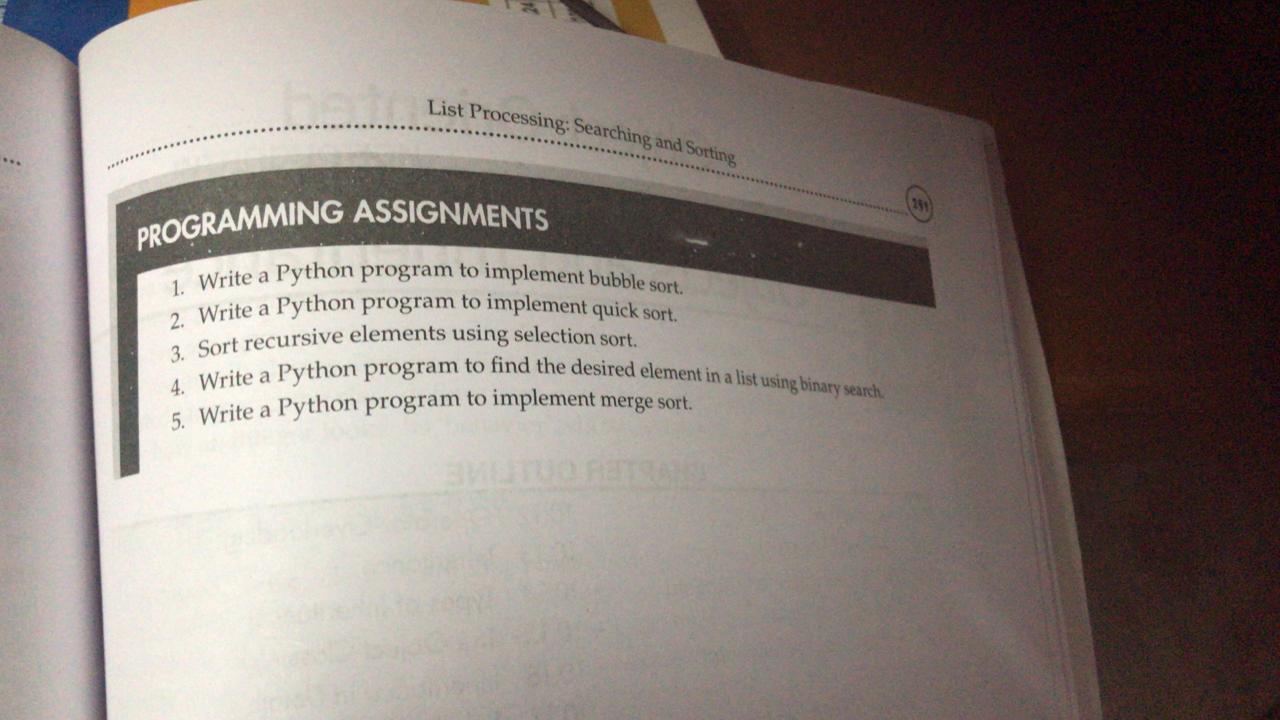 List Processing: Searching and Sorting
291
PROGRAMMING ASSIGNMENTS
1. Write a Python program to implement bubble sort.
2. Write a Python program to implement quick sort.
3. Sort recursive elements using selection sort.
4. Write a Python program to find the desired element in a list using binary search.
5. Write a Python program to implement merge sort.